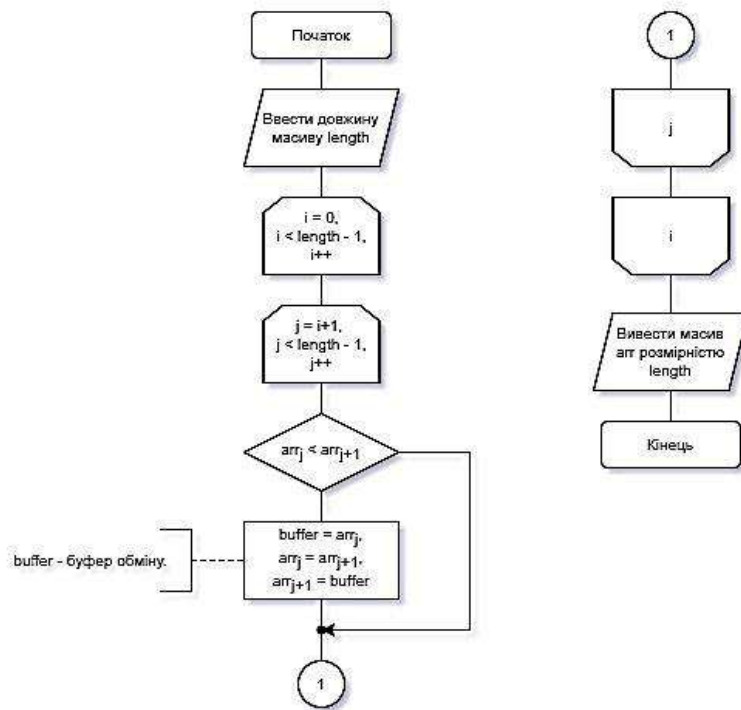 Початок
Ввести довжину
масиву length
i = 0,
i < length - 1,
i++
j = i+1,
j < length - 1,
j++
arrj < arrj+1
buffer - буфер обміну.
buffer = arrj,
arrj = arrj+1,
arrj+1 = buffer
1
1
j
i
Вивести масив
arr розмірністю
length
Кінець